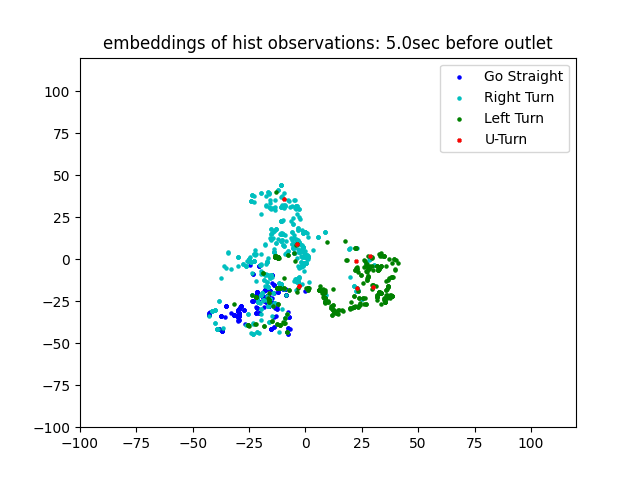 embeddings of hist observations: 5.0sec before outlet
Go Straight
Right Turn
Left Turn
U-Turn
100
75
50
25
0
−25
−50
−75
−100
−100 −75 −50 −25 0 25 50 75 100